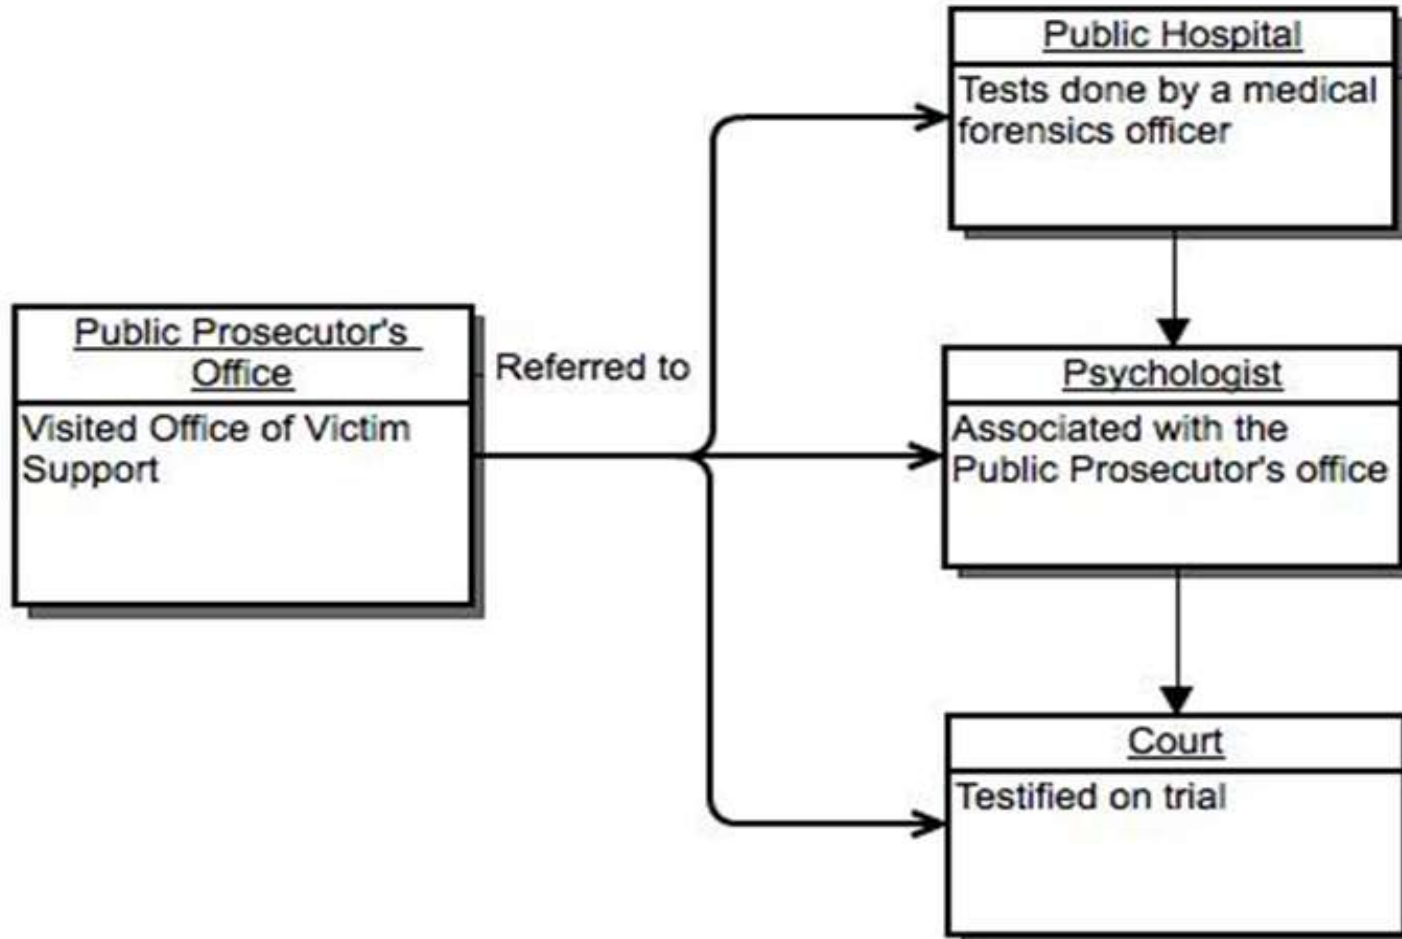 Public Hospital
Tests done by a medical
forensics officer
Public Prosecutor's
Office
Visited Office of Victim
Support
Referred to
Psychologist
Associated with the
Public Prosecutor's office
Court
Testified on trial